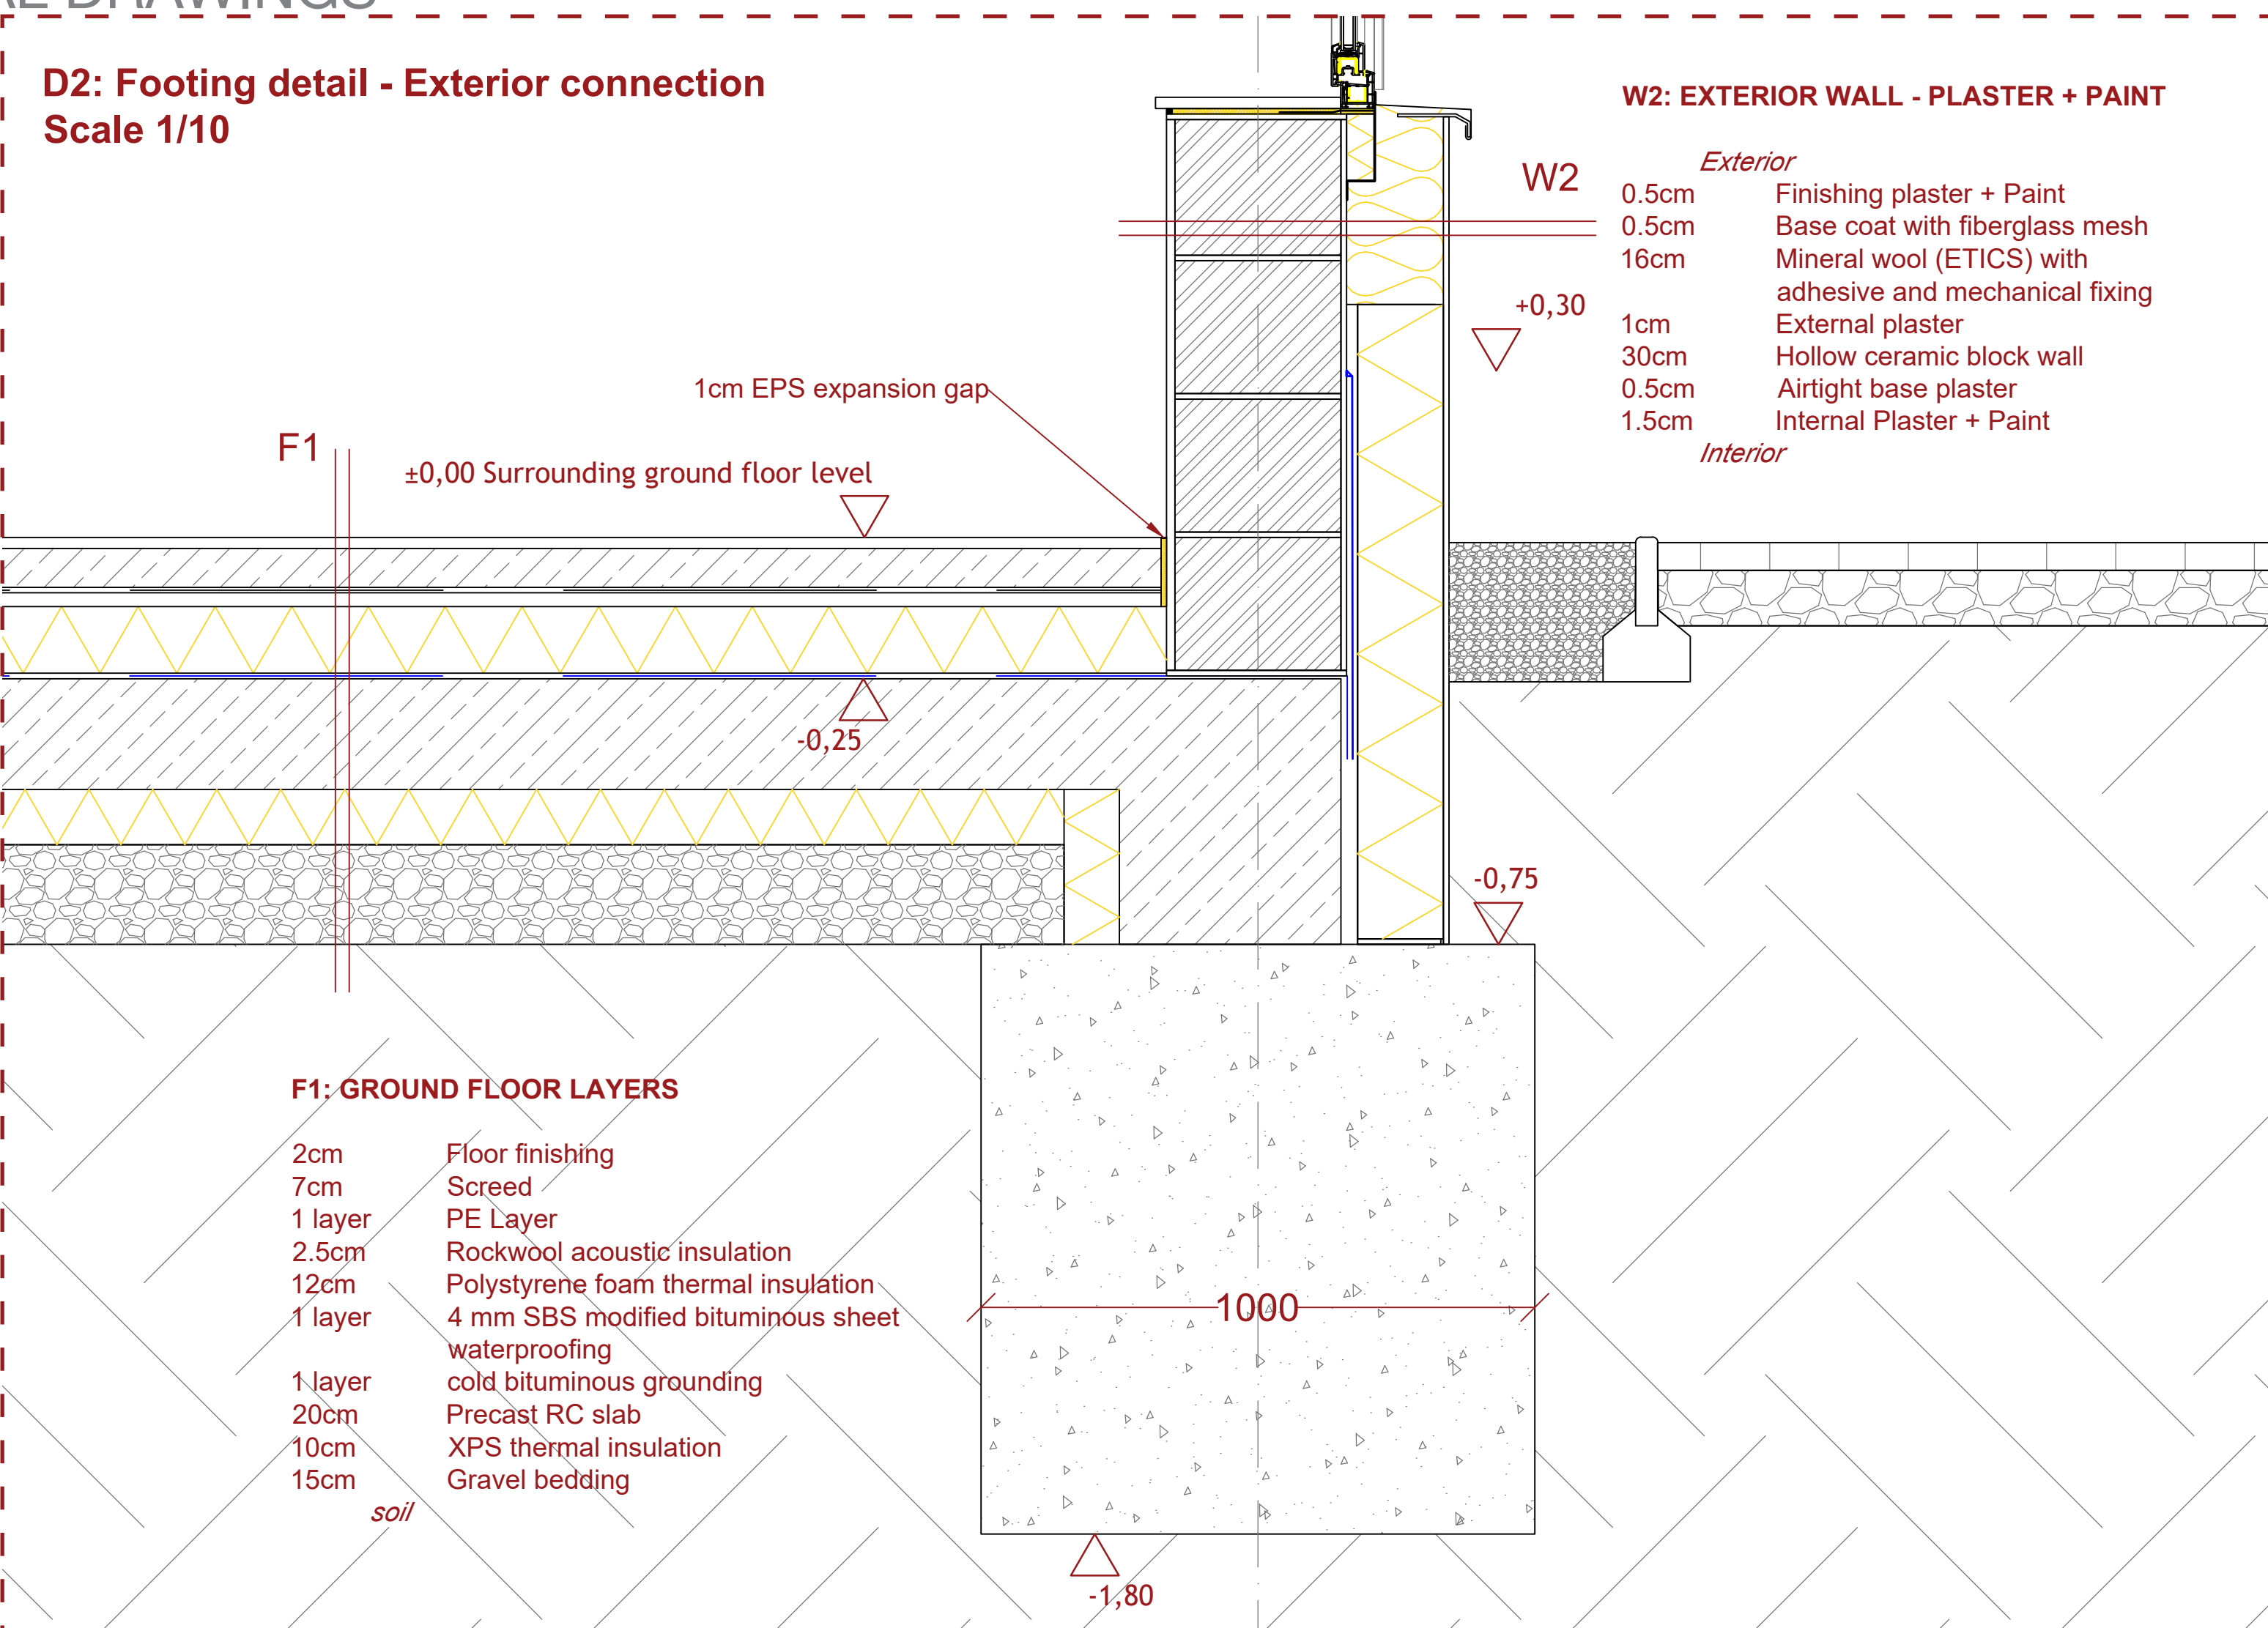 AL DRAWINGS
D2: Footing detail - Exterior connection
Scale 1/10
W2: EXTERIOR WALL - PLASTER + PAINT
Exterior
0.5cm Finishing plaster + Paint
0.5cm Base coat with fiberglass mesh
16cm Mineral wool (ETICS) with
adhesive and mechanical fixing
1cm External plaster
30cm Hollow ceramic block wall
0.5cm Airtight base plaster
1.5cm Internal Plaster + Paint
Interior
W2
+0,30
1cm EPS expansion gap
F1
±0,00 Surrounding ground floor level
-0,25
-0,75
F1: GROUND FLOOR LAYERS
2cm Floor finishing
7cm Screed
1 layer PE Layer
2.5cm Rockwool acoustic insulation
12cm Polystyrene foam thermal insulation
1 layer 4 mm SBS modified bituminous sheet
waterproofing
1 layer cold bituminous grounding
20cm Precast RC slab
10cm XPS thermal insulation
15cm Gravel bedding
soil
1000
-1,80